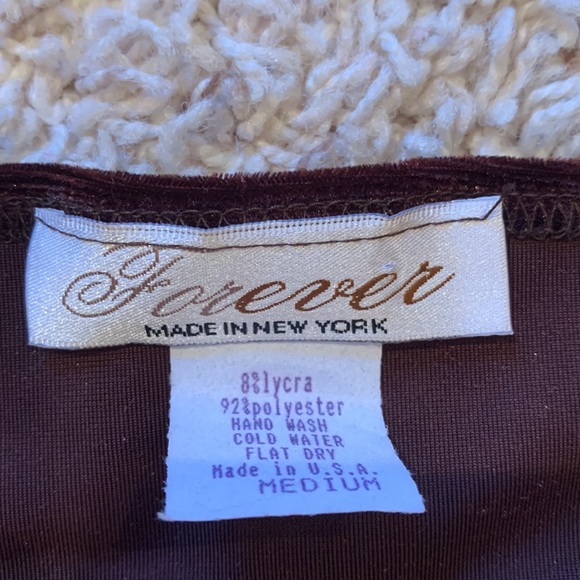 Forever
MADE IN NEW YORK
8%lycra
92%polyester
HAND WASH
COLD WATER
FLAT DRY
Made in U.S.A.
MEDIUM